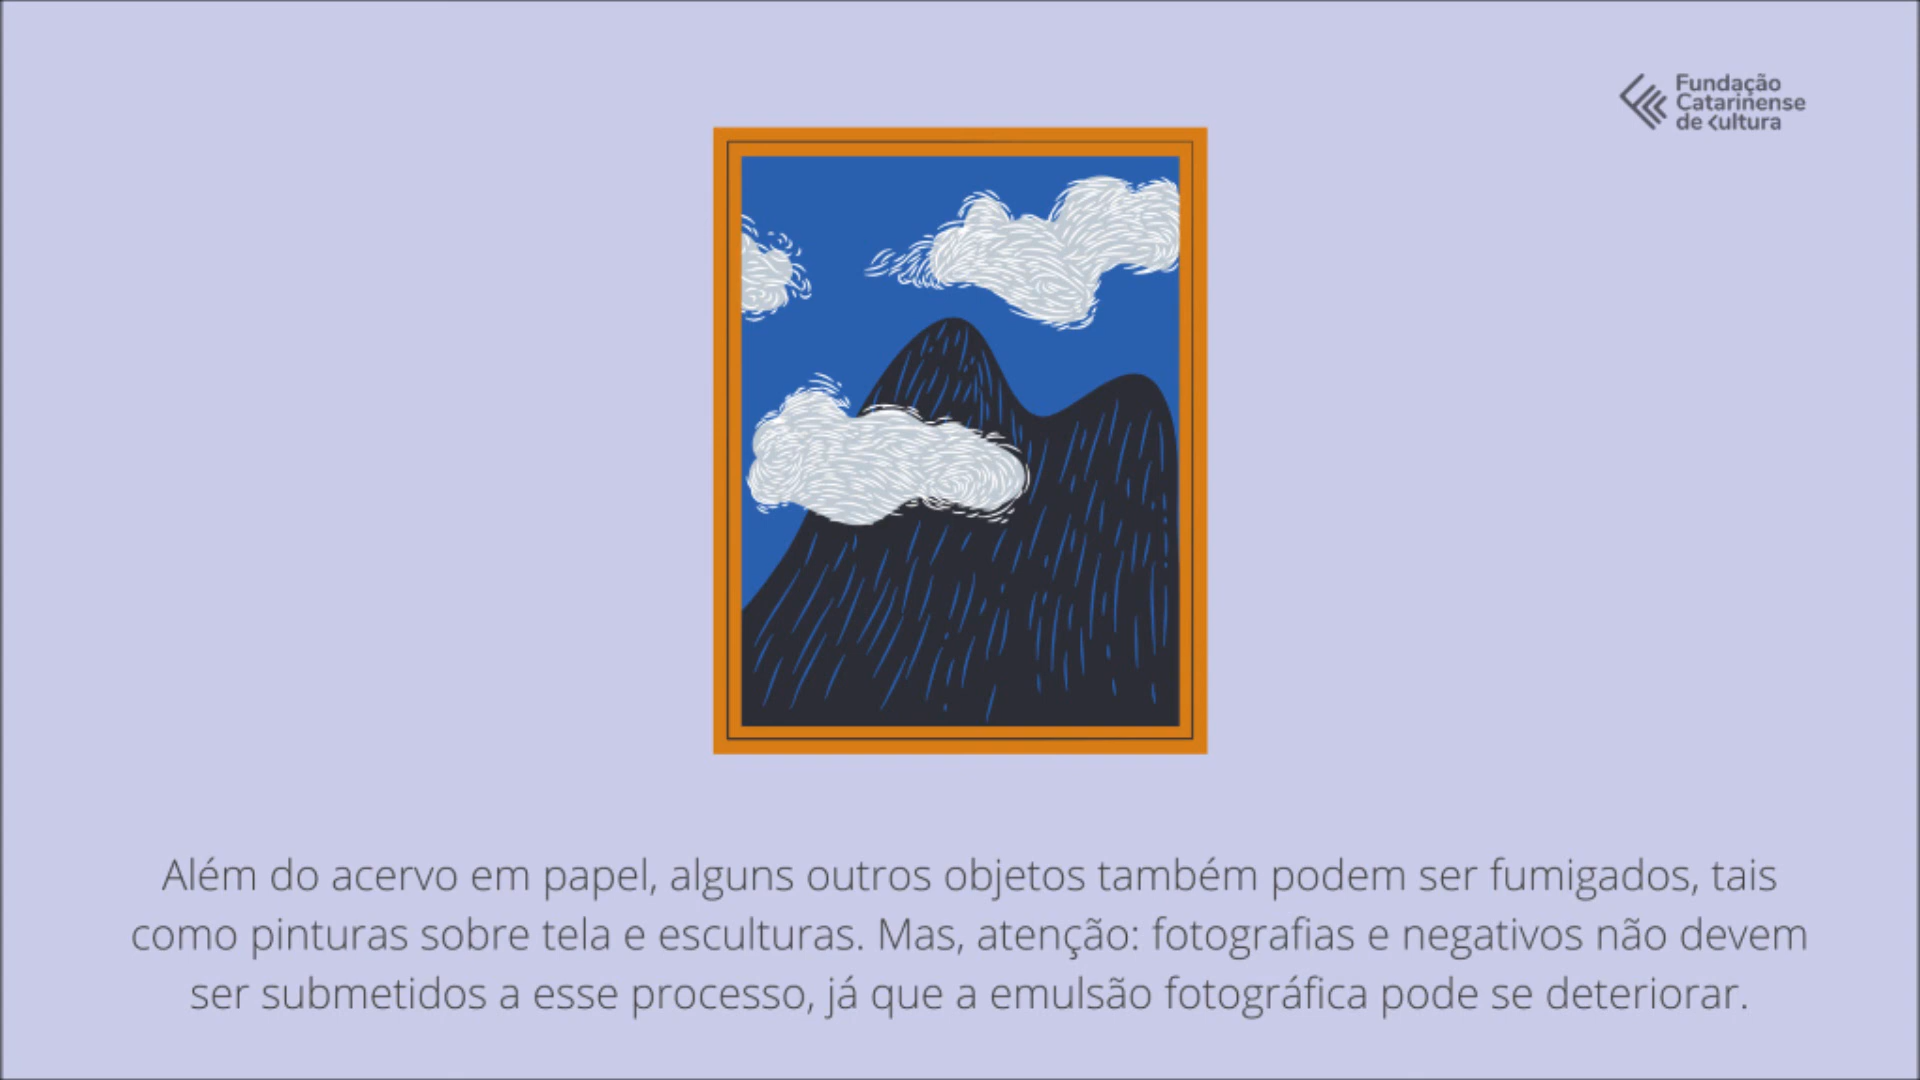 Fundação
Catarinense
de Cultura
Além do acervo em papel, alguns outros objetos também podem ser fumigados, tais
como pinturas sobre tela e esculturas. Mas, atenção: fotografias e negativos não devem
ser submetidos a esse processo, já que a emulsão fotográfica pode se deteriorar.